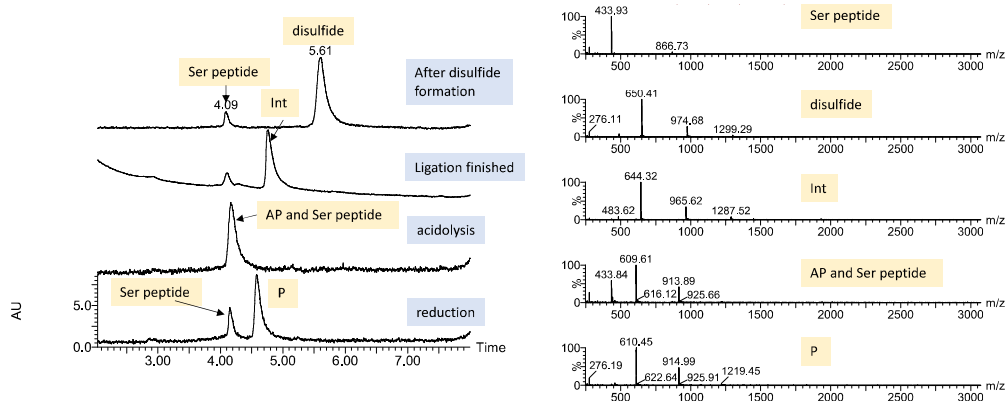 disulfide
5.61
Ser peptide
4.09
Int
After disulfide
formation
Ligation finished
AP and Ser peptide
acidolysis
Ser peptide
P
reduction
AU
5.0
0.0
3.00 4.00 5.00 6.00 7.00 Time
Ser peptide
100
%
0
433.93
866.73
500 1000 1500 2000 2500 3000 m/z
disulfide
100
%
0
650.41
276.11
974.68
1299.29
500 1000 1500 2000 2500 3000 m/z
Int
100
%
0
644.32
483.62
965.62
1287.52
500 1000 1500 2000 2500 3000 m/z
AP and Ser peptide
100
%
0
609.61
433.84
616.12
913.89
925.66
500 1000 1500 2000 2500 3000 m/z
P
100
%
0
610.45
276.19
622.64
914.99
925.91
1219.45
500 1000 1500 2000 2500 3000 m/z